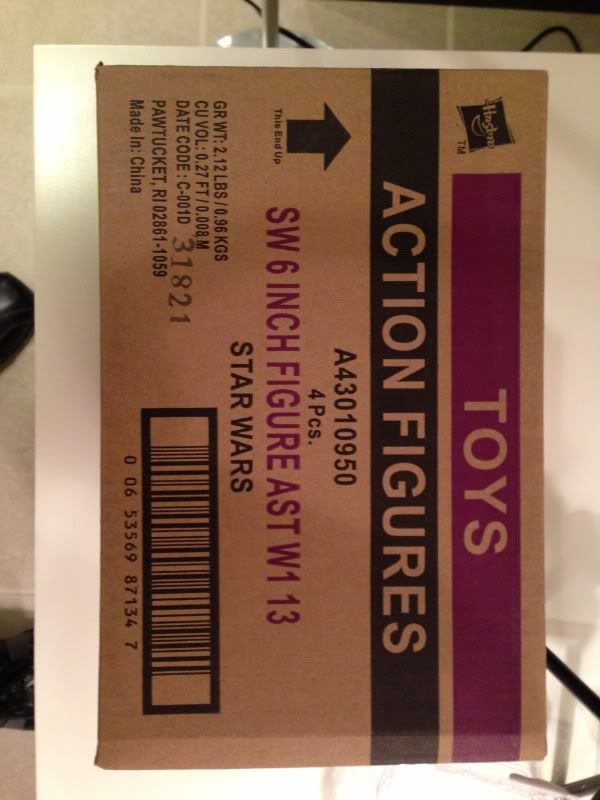 Hasbro
TM
TOYS
ACTION FIGURES
This End Up
A43010950
4 Pcs.
SW 6 INCH FIGURE AST W1 13
STAR WARS
GR WT: 2.12 LBS / 0.96 KGS
CU VOL: 0.27 FT / 0.008 M
DATE CODE : C-001D 31821
PAWTUCKET, RI 02861-1059
Made In: China
0 06 53569 87134 7